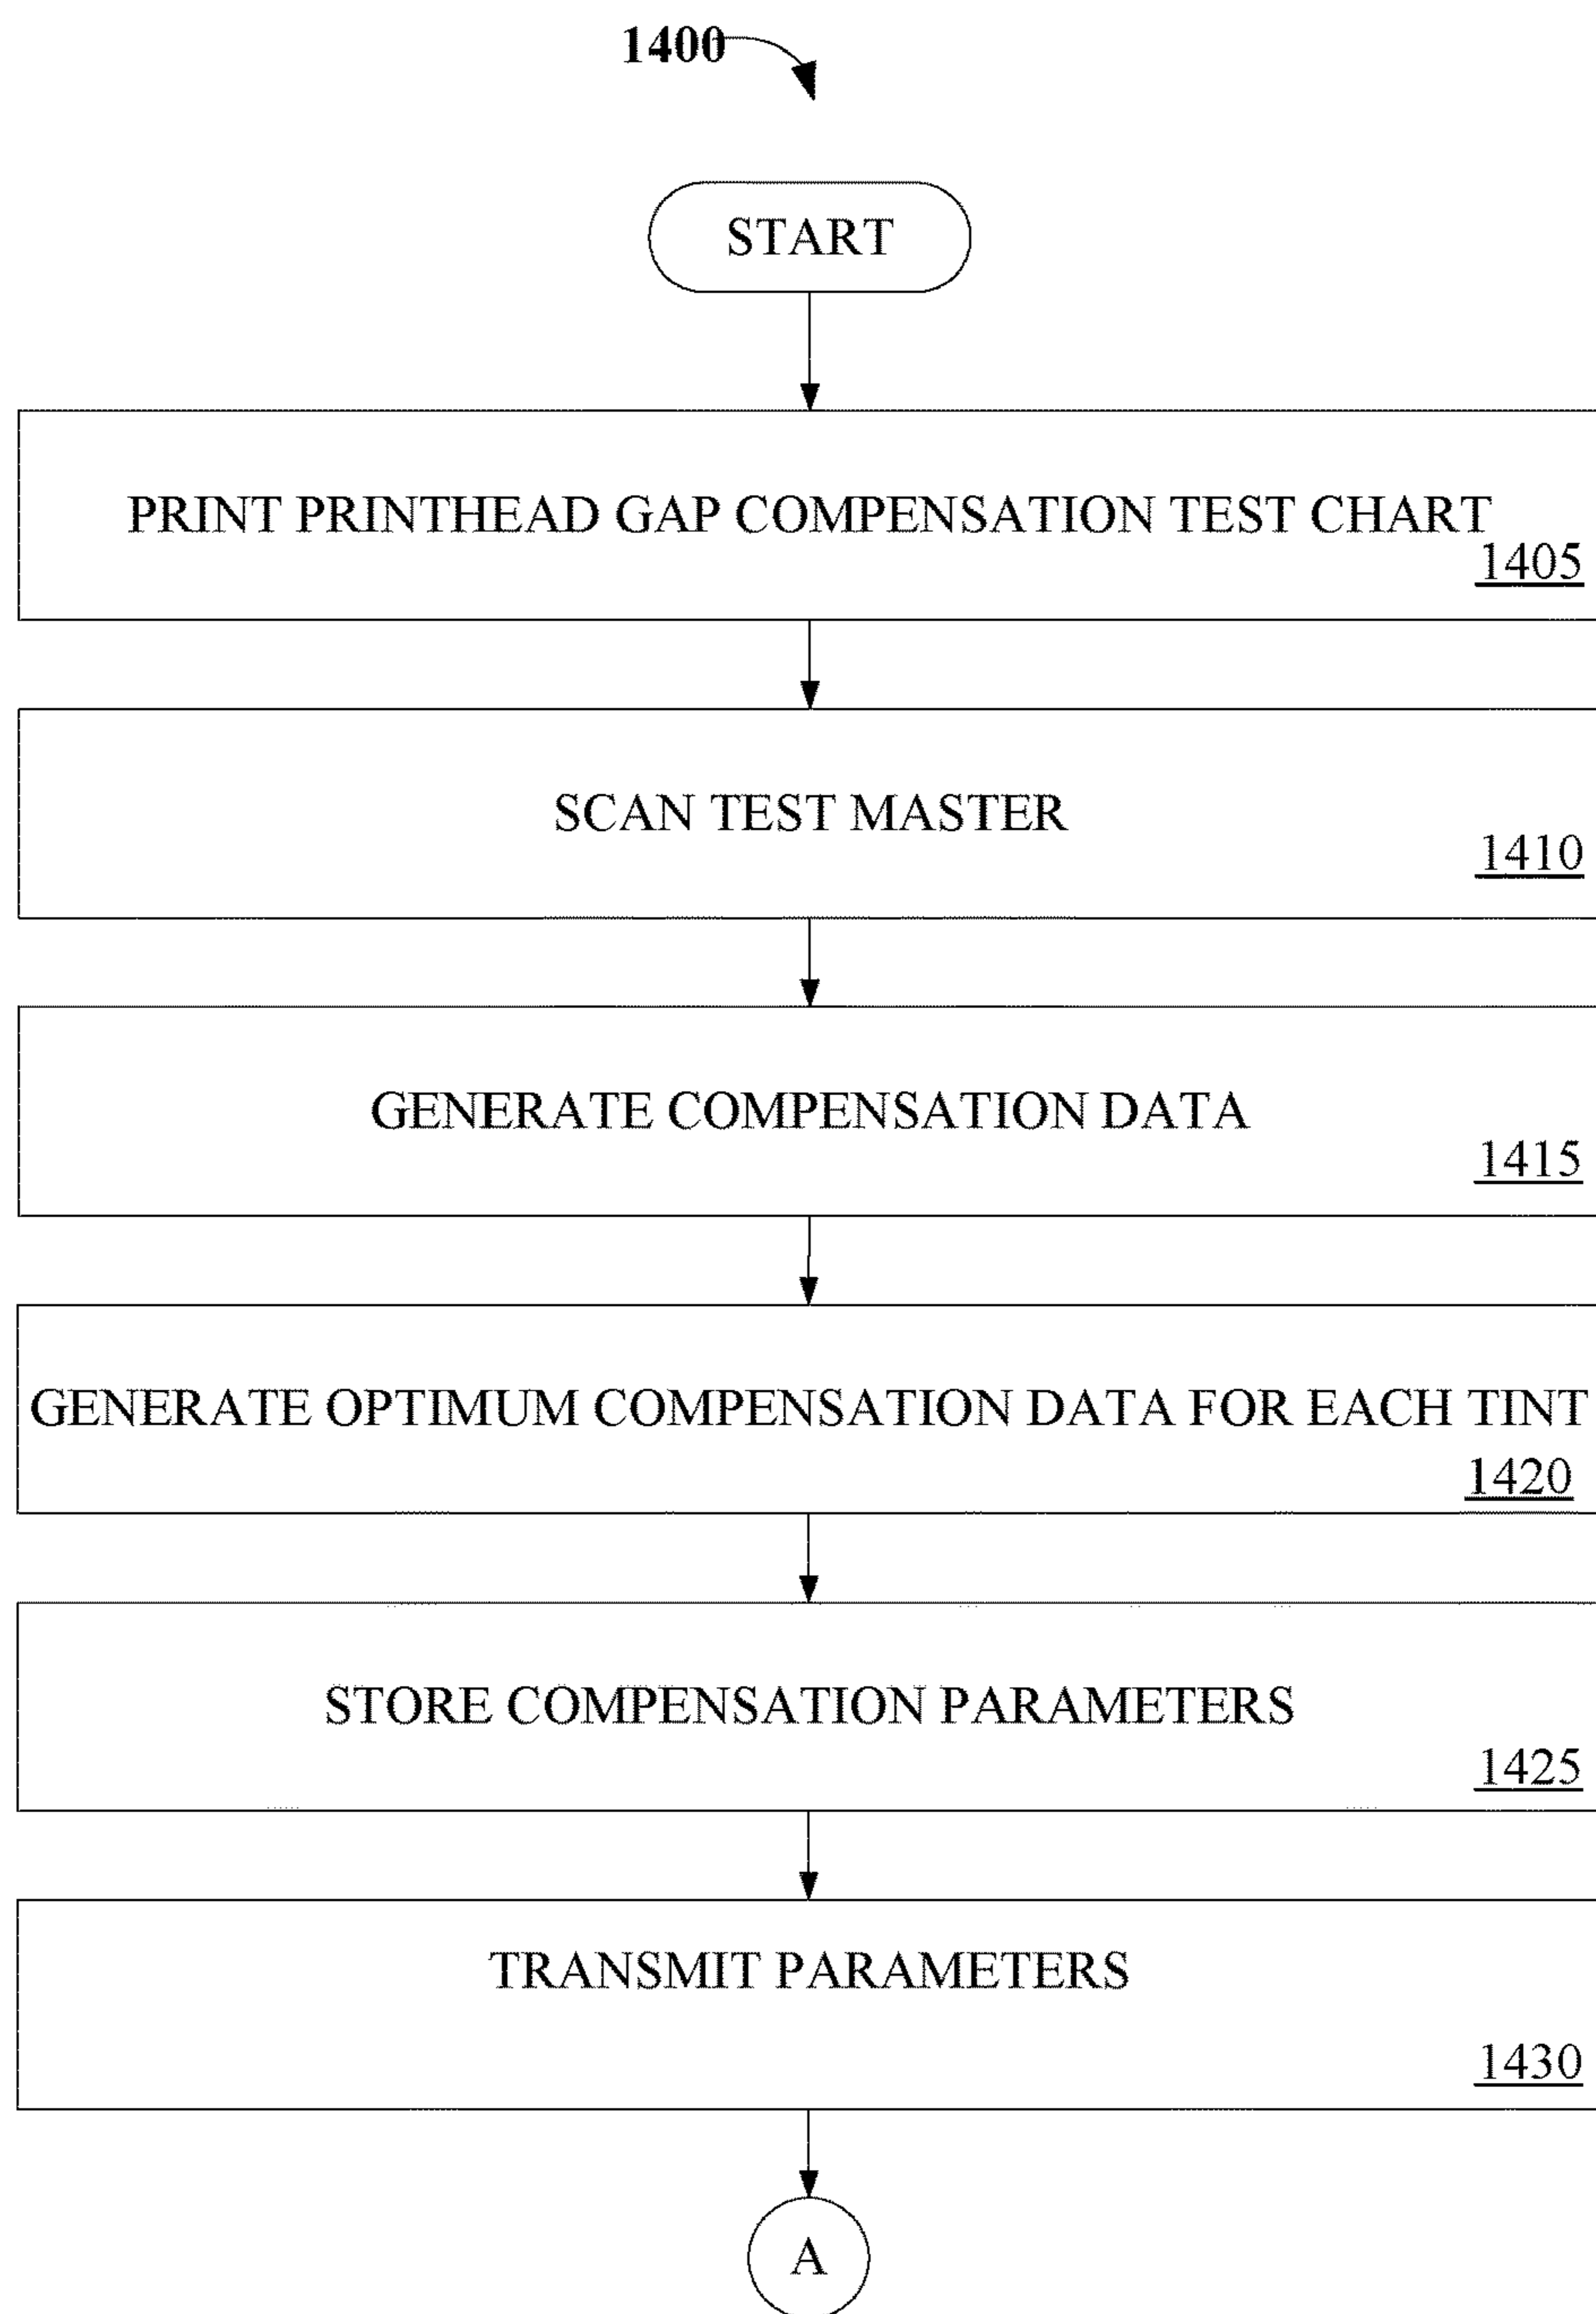 1400
START
PRINT PRINTHEAD GAP COMPENSATION TEST CHART
1405
SCAN TEST MASTER
1410
GENERATE COMPENSATION DATA
1415
GENERATE OPTIMUM COMPENSATION DATA FOR EACH TINT
1420
STORE COMPENSATION PARAMETERS
1425
TRANSMIT PARAMETERS
1430
A